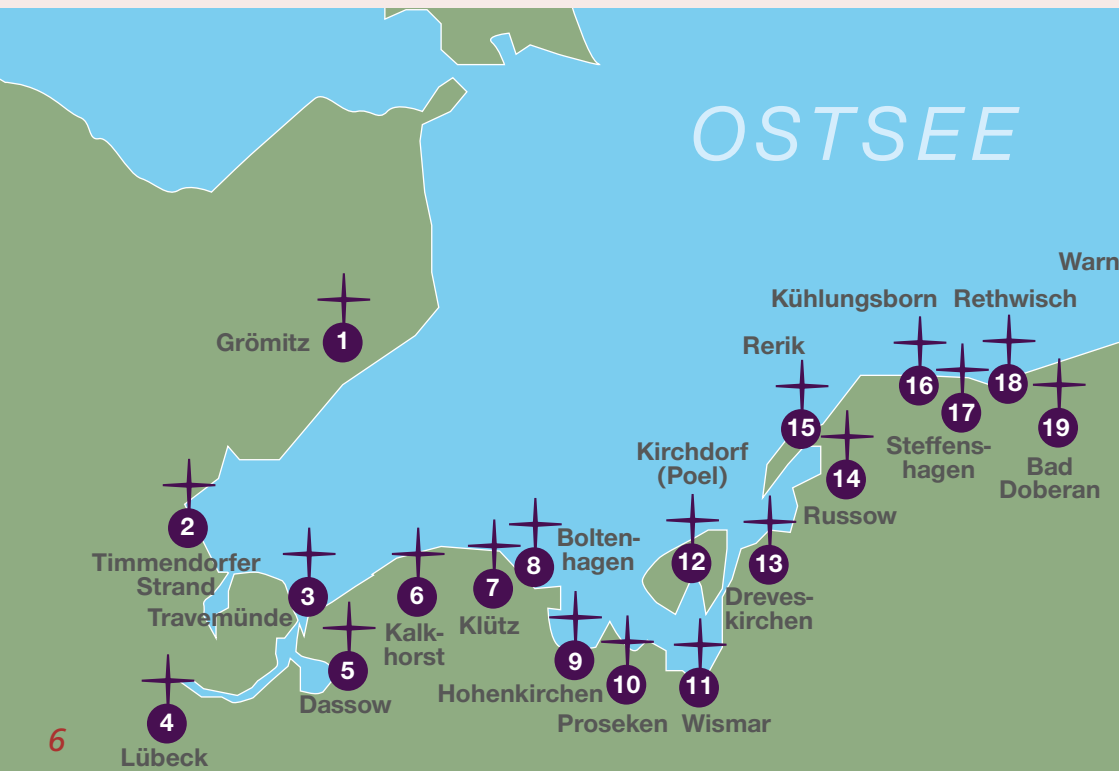 OSTSEE
Warn
Kühlungsborn
Rethwisch
Grömitz
1
Rerik
16
18
17
15
19
Kirchdorf
(Poel)
Steffens-
hagen
Bad
Doberan
14
Russow
2
Timmendorfer
Strand
Travemünde
3
6
Kalk-
horst
7
Klütz
8
Bolten-
hagen
12
13
Dreves-
kirchen
5
Dassow
9
Hohenkirchen
10
Proseken
11
Wismar
4
Lübeck
6